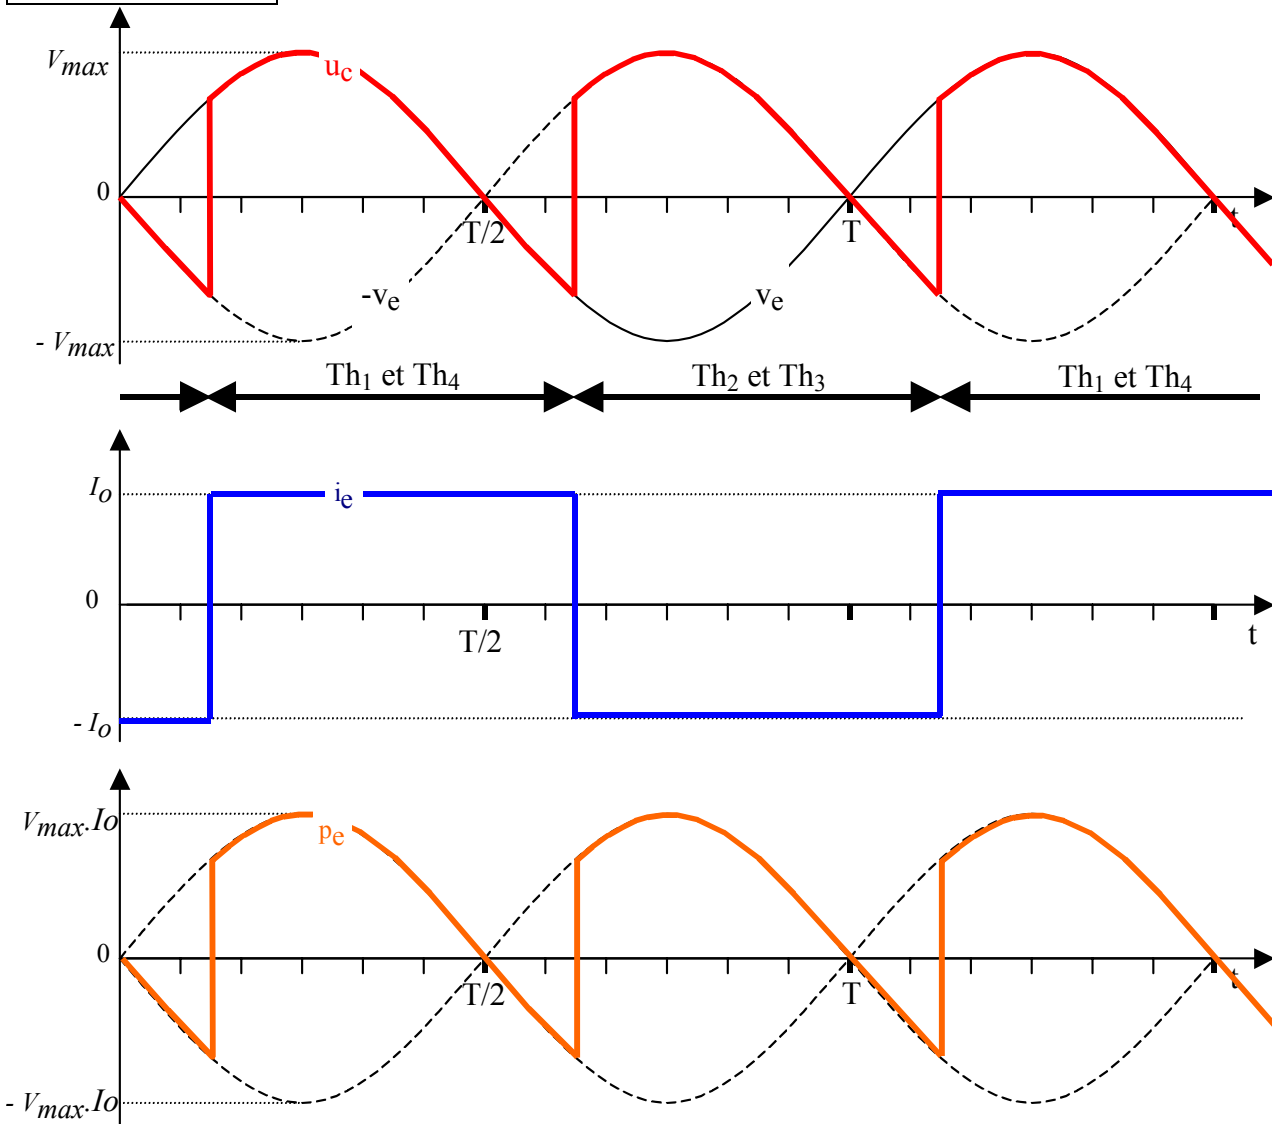 Vmax
uc
0
T/2
T
t
-ve
ve
- Vmax
Th1 et Th4
Th2 et Th3
Th1 et Th4
Io
ie
0
T/2
t
- Io
Vmax.Io
pe
0
T/2
T
t
- Vmax.Io